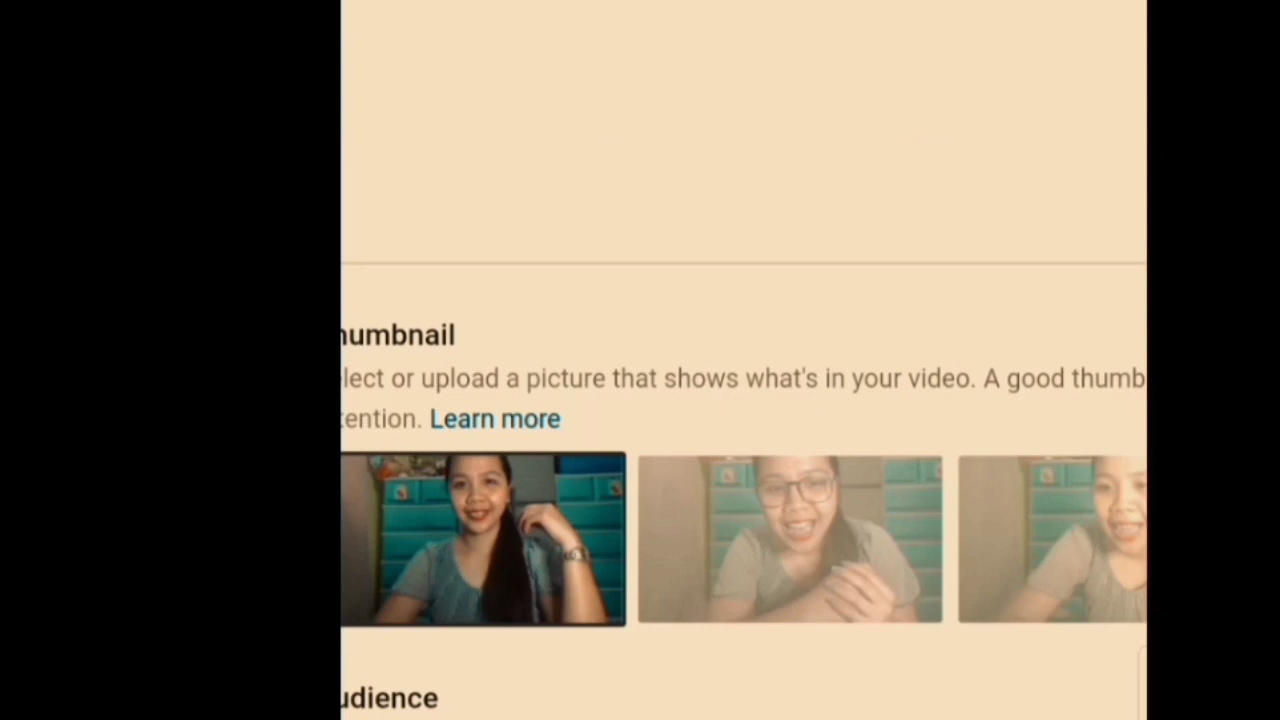 humbnail
lect or upload a picture that shows what's in your video. A good thumb
tention. Learn more
udience